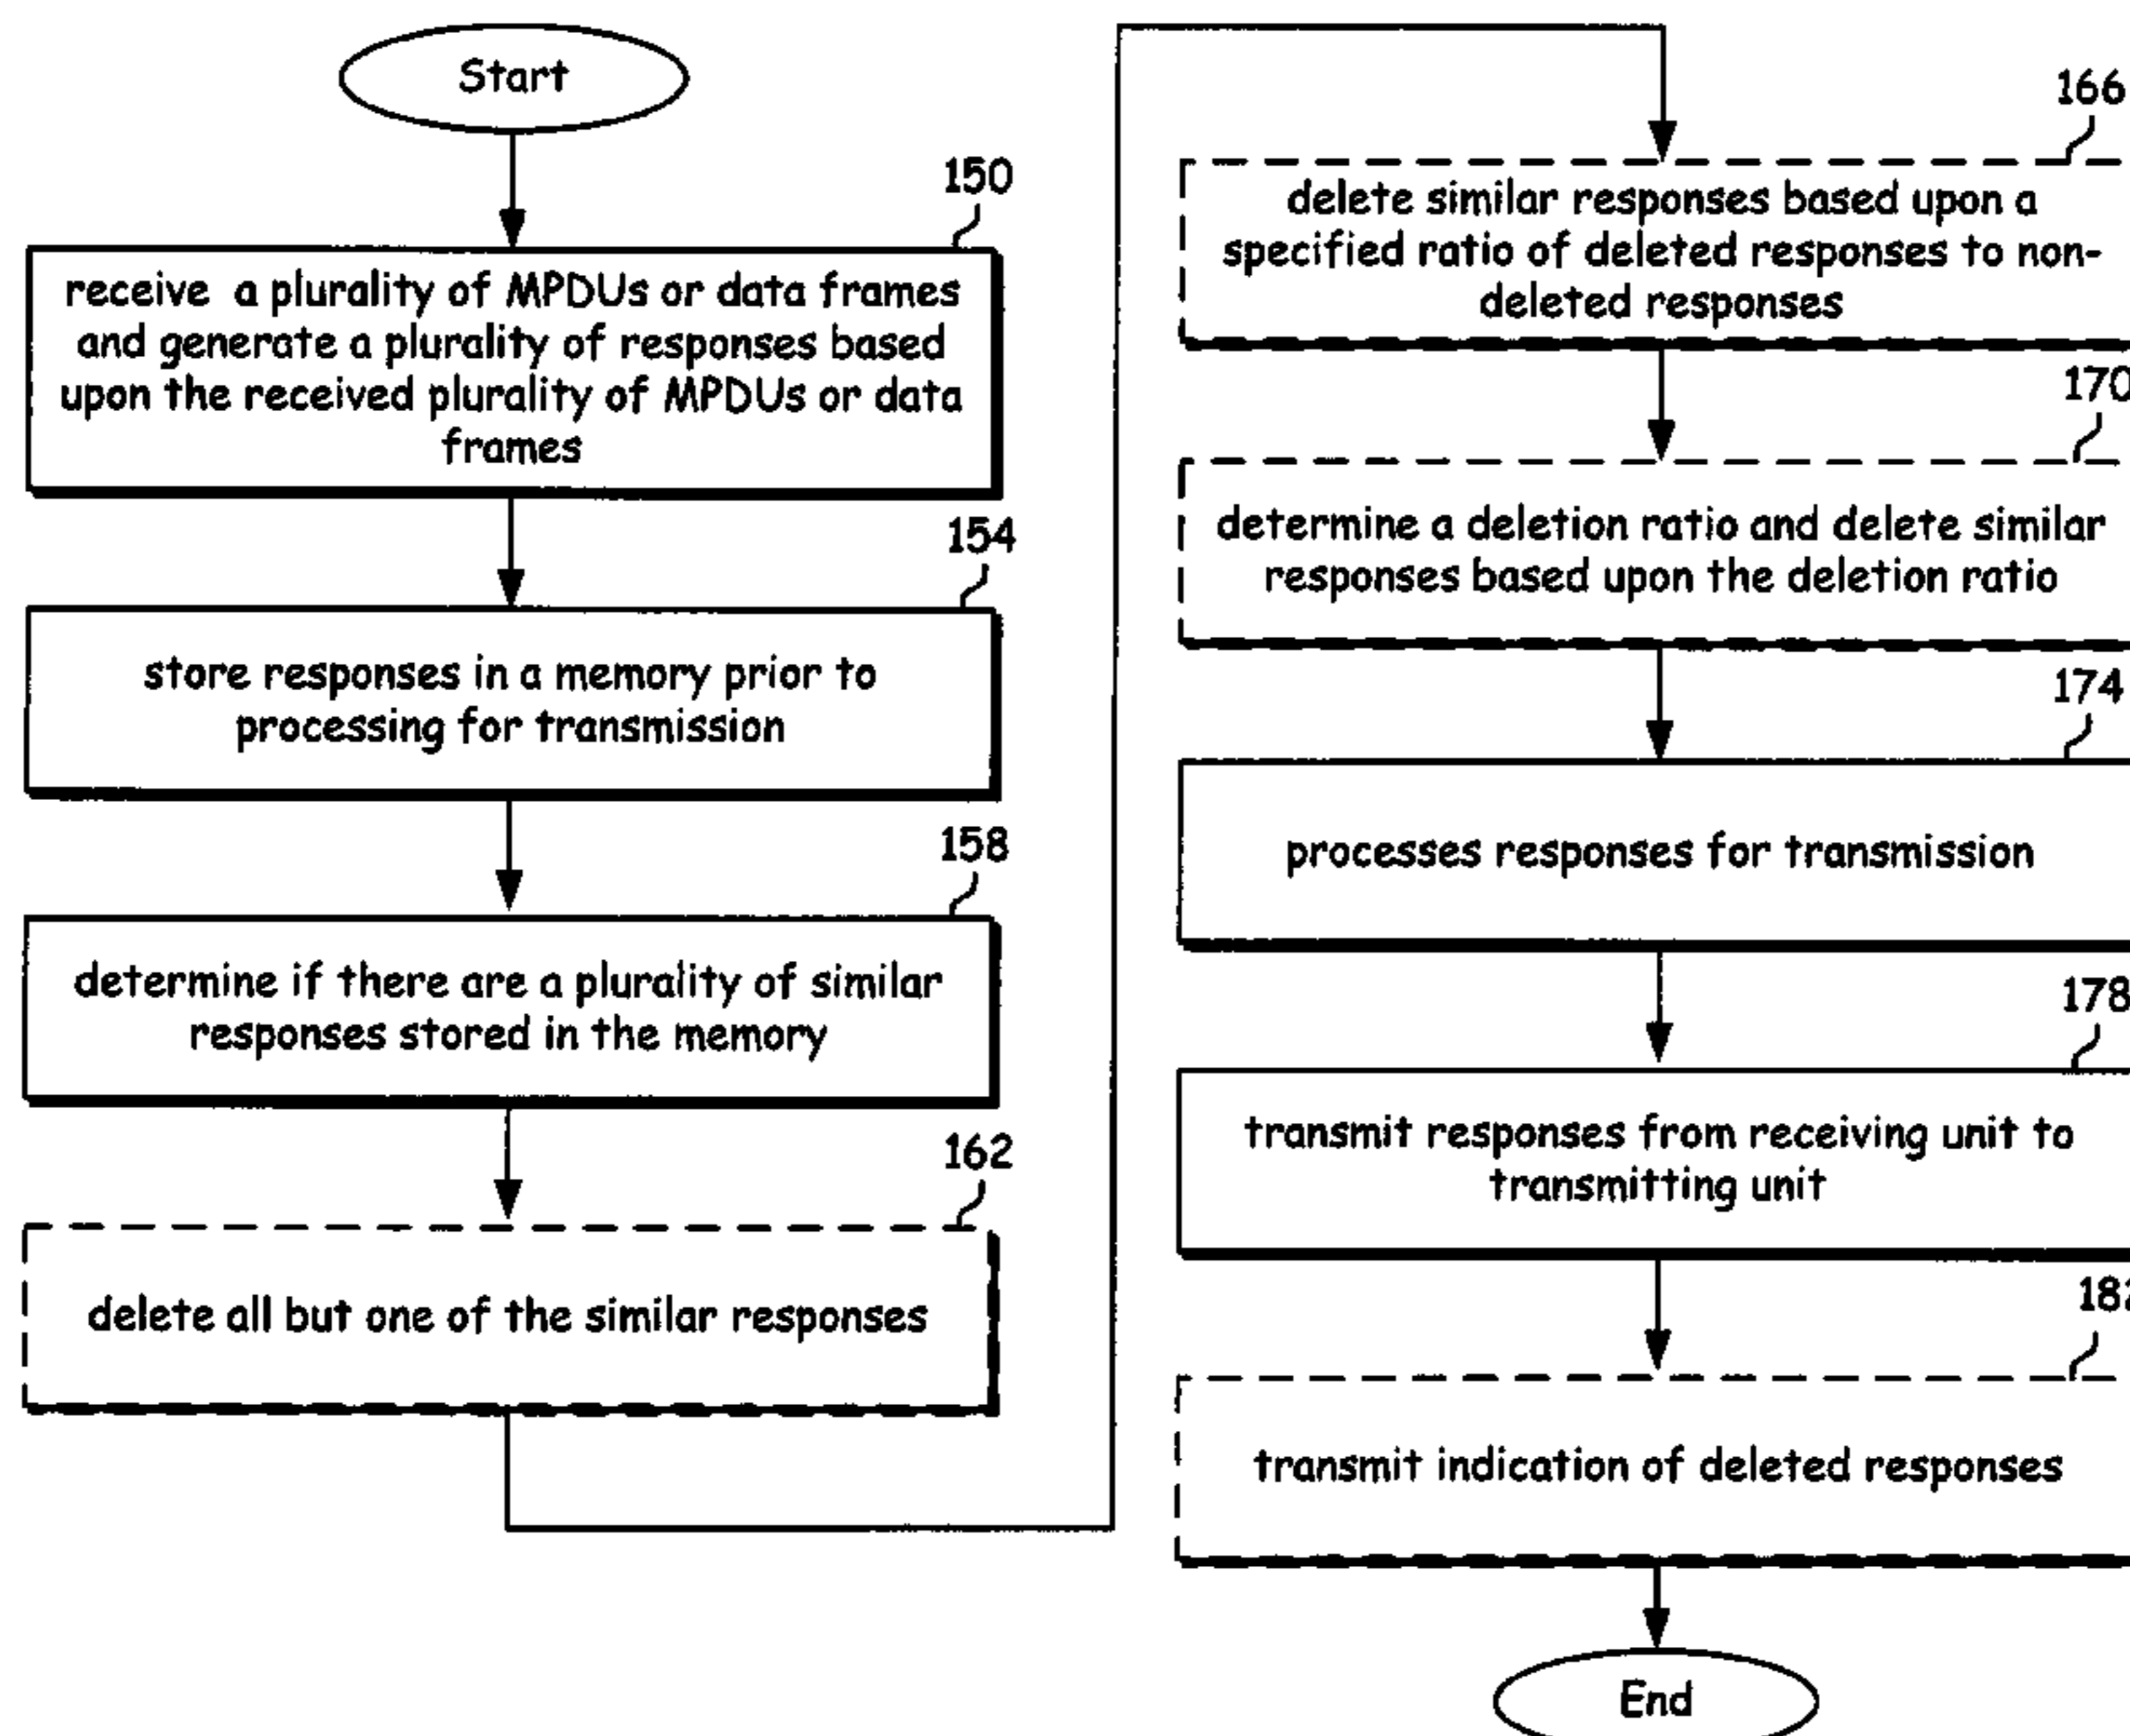 Start
150
receive a plurality of MPDUs or data frames
and generate a plurality of responses based
upon the received plurality of MPDUs or data
frames
154
store responses in a memory prior to
processing for transmission
158
determine if there are a plurality of similar
responses stored in the memory
162
delete all but one of the similar responses
166
delete similar responses based upon a
specified ratio of deleted responses to non-
deleted responses
170
determine a deletion ratio and delete similar
responses based upon the deletion ratio
174
processes responses for transmission
178
transmit responses from receiving unit to
transmitting unit
182
transmit indication of deleted responses
End